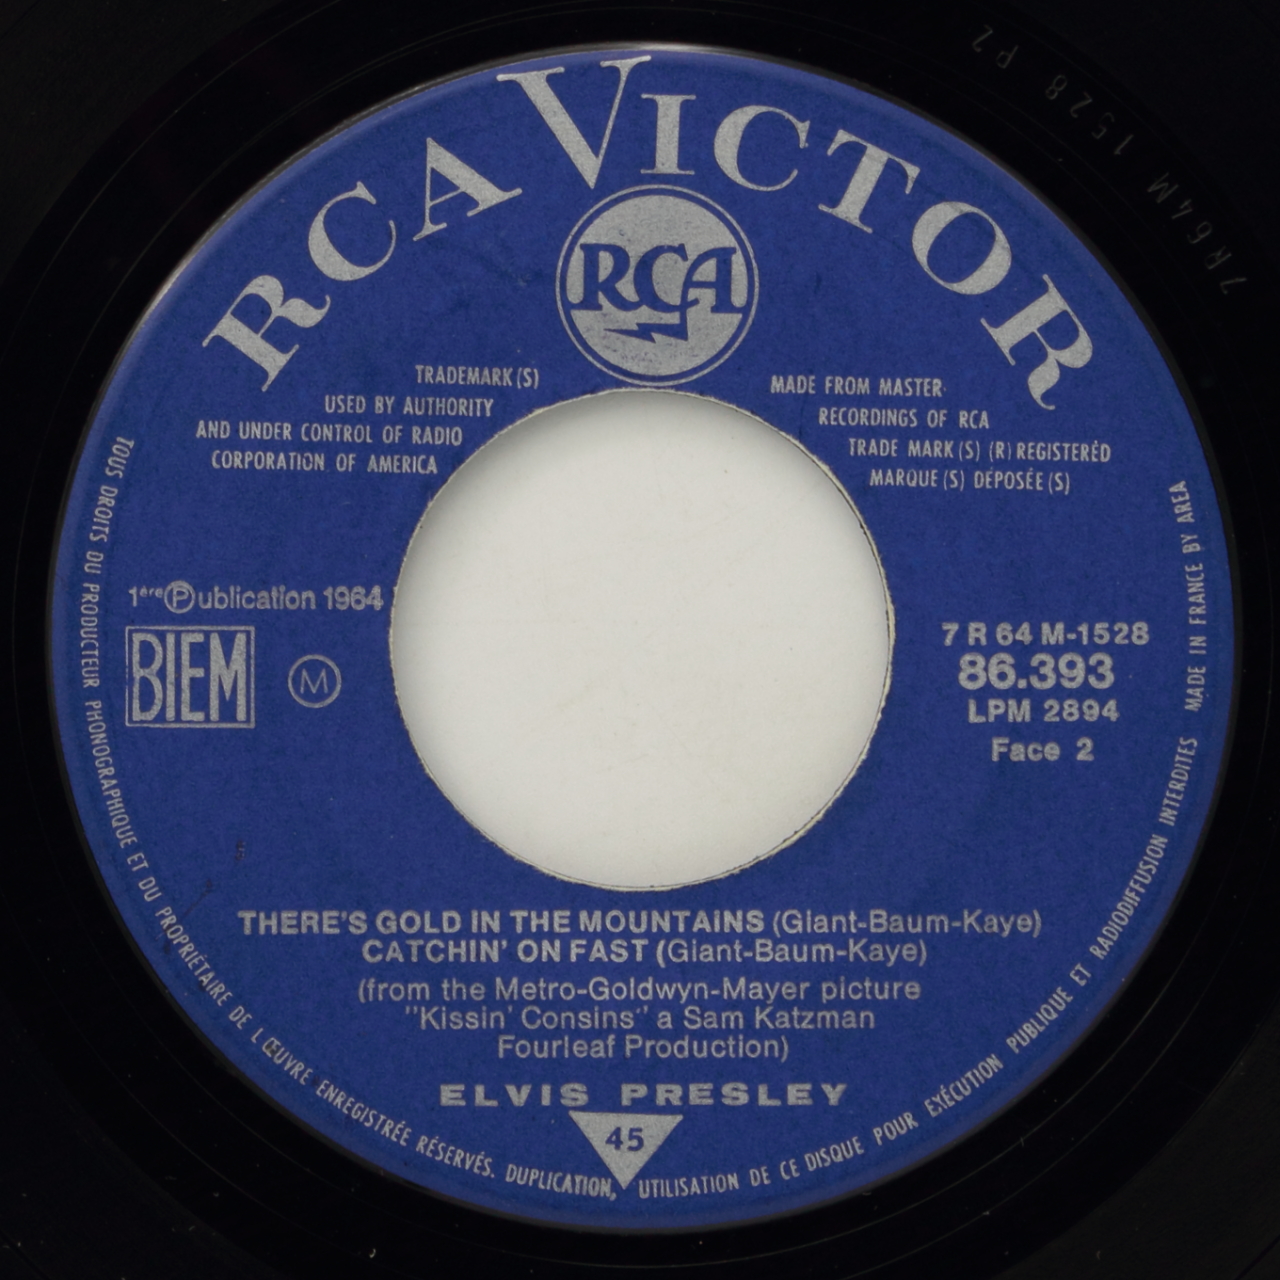 RCA VICTOR
RCA
TRADEMARK(S)
USED BY AUTHORITY
AND UNDER CONTROL OF RADIO
CORPORATION OF AMERICA
MADE FROM MASTER
RECORDINGS OF RCA
TRADE MARK(S) (R) REGISTERÉD
MARQUE(S) DÉPOSÉE(S)
1ère Ⓟublication 1964
BIEM
M
7 R 64 M-1528
86.393
LPM 2894
Face 2
THERE'S GOLD IN THE MOUNTAiNS (Giant-Baum-Kaye)
CATCHIN' ON FAST (Giant-Baum-Kaye)
(from the Metro-Goldwyn-Mayer picture
"Kissin' Consins" a Sam Katzman
Fourleaf Production)
ELVIS PRESLEY
45
TOUS DROITS DU PRODUCTEUR PHONOGRAPHIQUE ET DU PROPRIÉTAIRE DE L'ŒUVRE ENREGISTRÉE RÉSERVÉS. DUPLICATION, UTILISATION DE CE DISQUE POUR EXÉCUTION PUBLIQUE ET RADIODIFFUSION INTERDITES MADE IN FRANCE BY AREA
7R64M 1528 P2